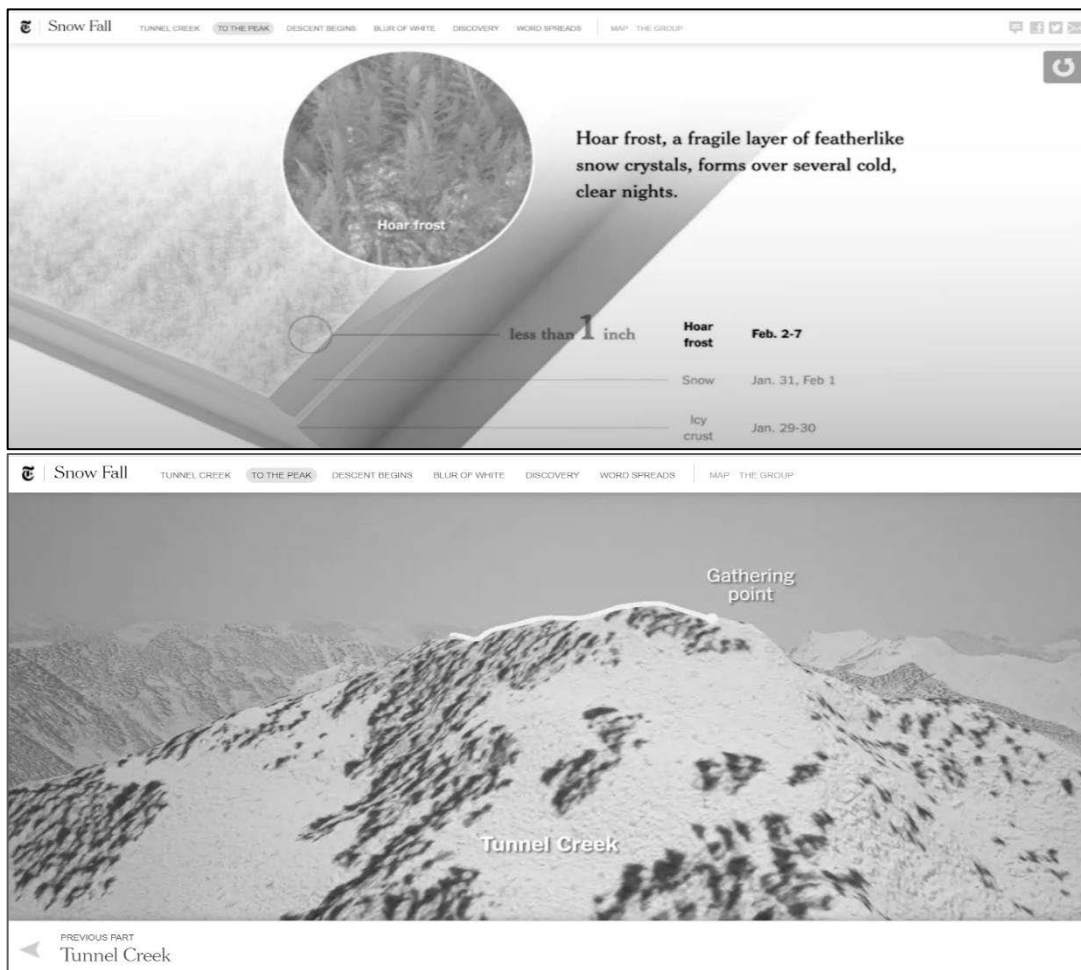 T Snow Fall TUNNEL CREEK TO THE PEAK DESCENT BEGINS BLUR OF WHITE DISCOVERY WORD SPREADS MAP THE GROUP
Hoar frost, a fragile layer of featherlike
snow crystals, forms over several cold,
clear nights.
Hoar frost
less than 1 inch Hoar frost Feb. 2-7
Snow Jan. 31, Feb 1
Icy crust Jan. 29-30
T Snow Fall TUNNEL CREEK TO THE PEAK DESCENT BEGINS BLUR OF WHITE DISCOVERY WORD SPREADS MAP THE GROUP
Gathering
point
Tunnel Creek
PREVIOUS PART
Tunnel Creek